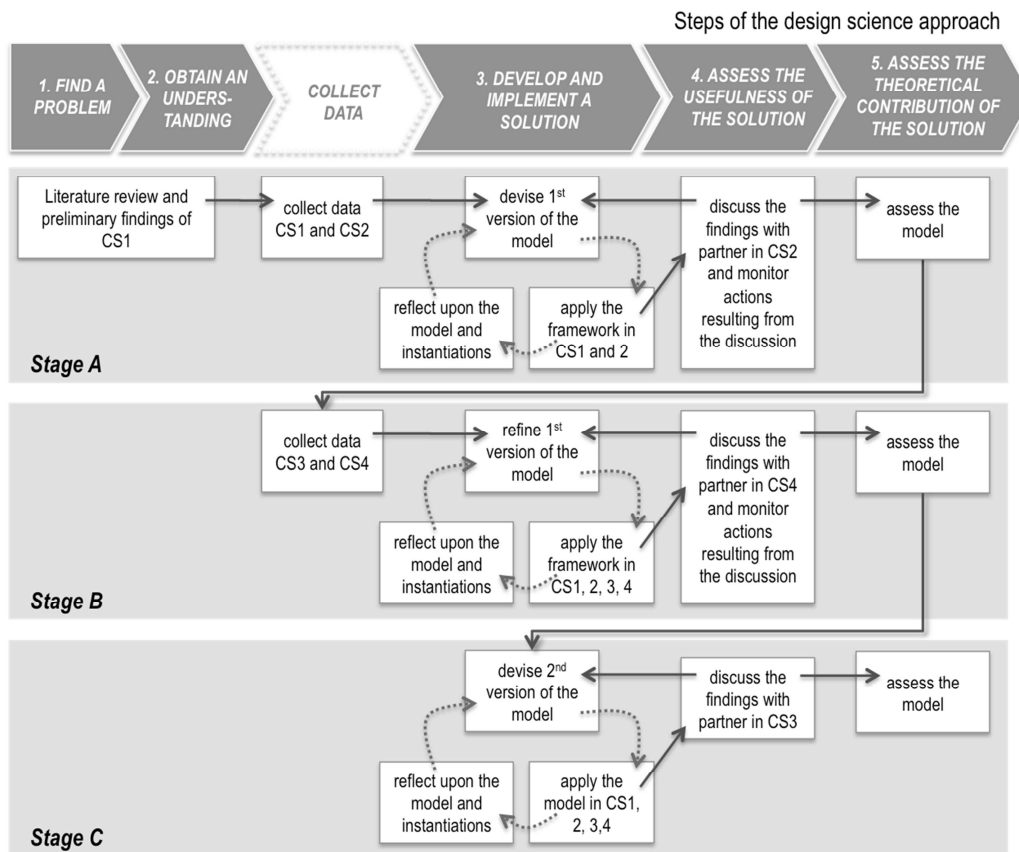 Steps of the design science approach
1. FIND A
PROBLEM
2. OBTAIN AN
UNDERS-
TANDING
COLLECT
DATA
3. DEVELOP AND
IMPLEMENT A
SOLUTION
4. ASSESS THE
USEFULNESS OF
THE SOLUTION
5. ASSESS THE
THEORETICAL
CONTRIBUTION OF
THE SOLUTION
Literature review and
preliminary findings of
CS1
collect data
CS1 and CS2
devise 1st
version of the
model
reflect upon the
model and
instantiations
apply the
framework in
CS1 and 2
discuss the
findings with
partner in CS2
and monitor
actions
resulting from
the discussion
assess the
model
Stage A
collect data
CS3 and CS4
refine 1st
version of the
model
reflect upon the
model and
instantiations
apply the
framework in
CS1, 2, 3, 4
discuss the
findings with
partner in CS4
and monitor
actions
resulting from
the discussion
assess the
model
Stage B
devise 2nd
version of the
model
reflect upon the
model and
instantiations
apply the
model in CS1,
2, 3,4
discuss the
findings with
partner in CS3
assess the
model
Stage C